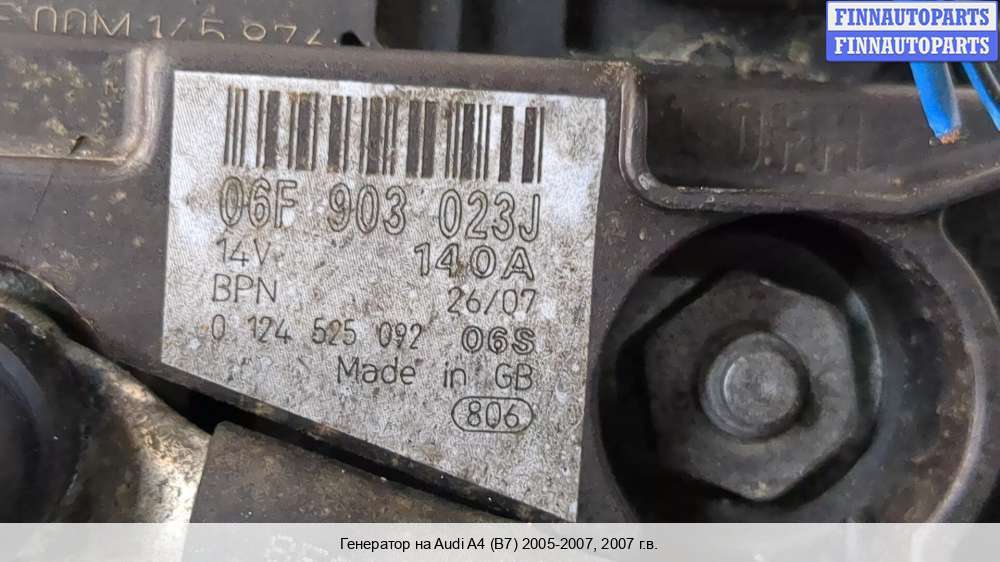 FINNAUTOPARTS
FINNAUTOPARTS
06F 903 023J
14V 140A
BPN 26/07
0 124 525 092 06S
Made in GB
806
Генератор на Audi A4 (B7) 2005-2007, 2007 г.в.